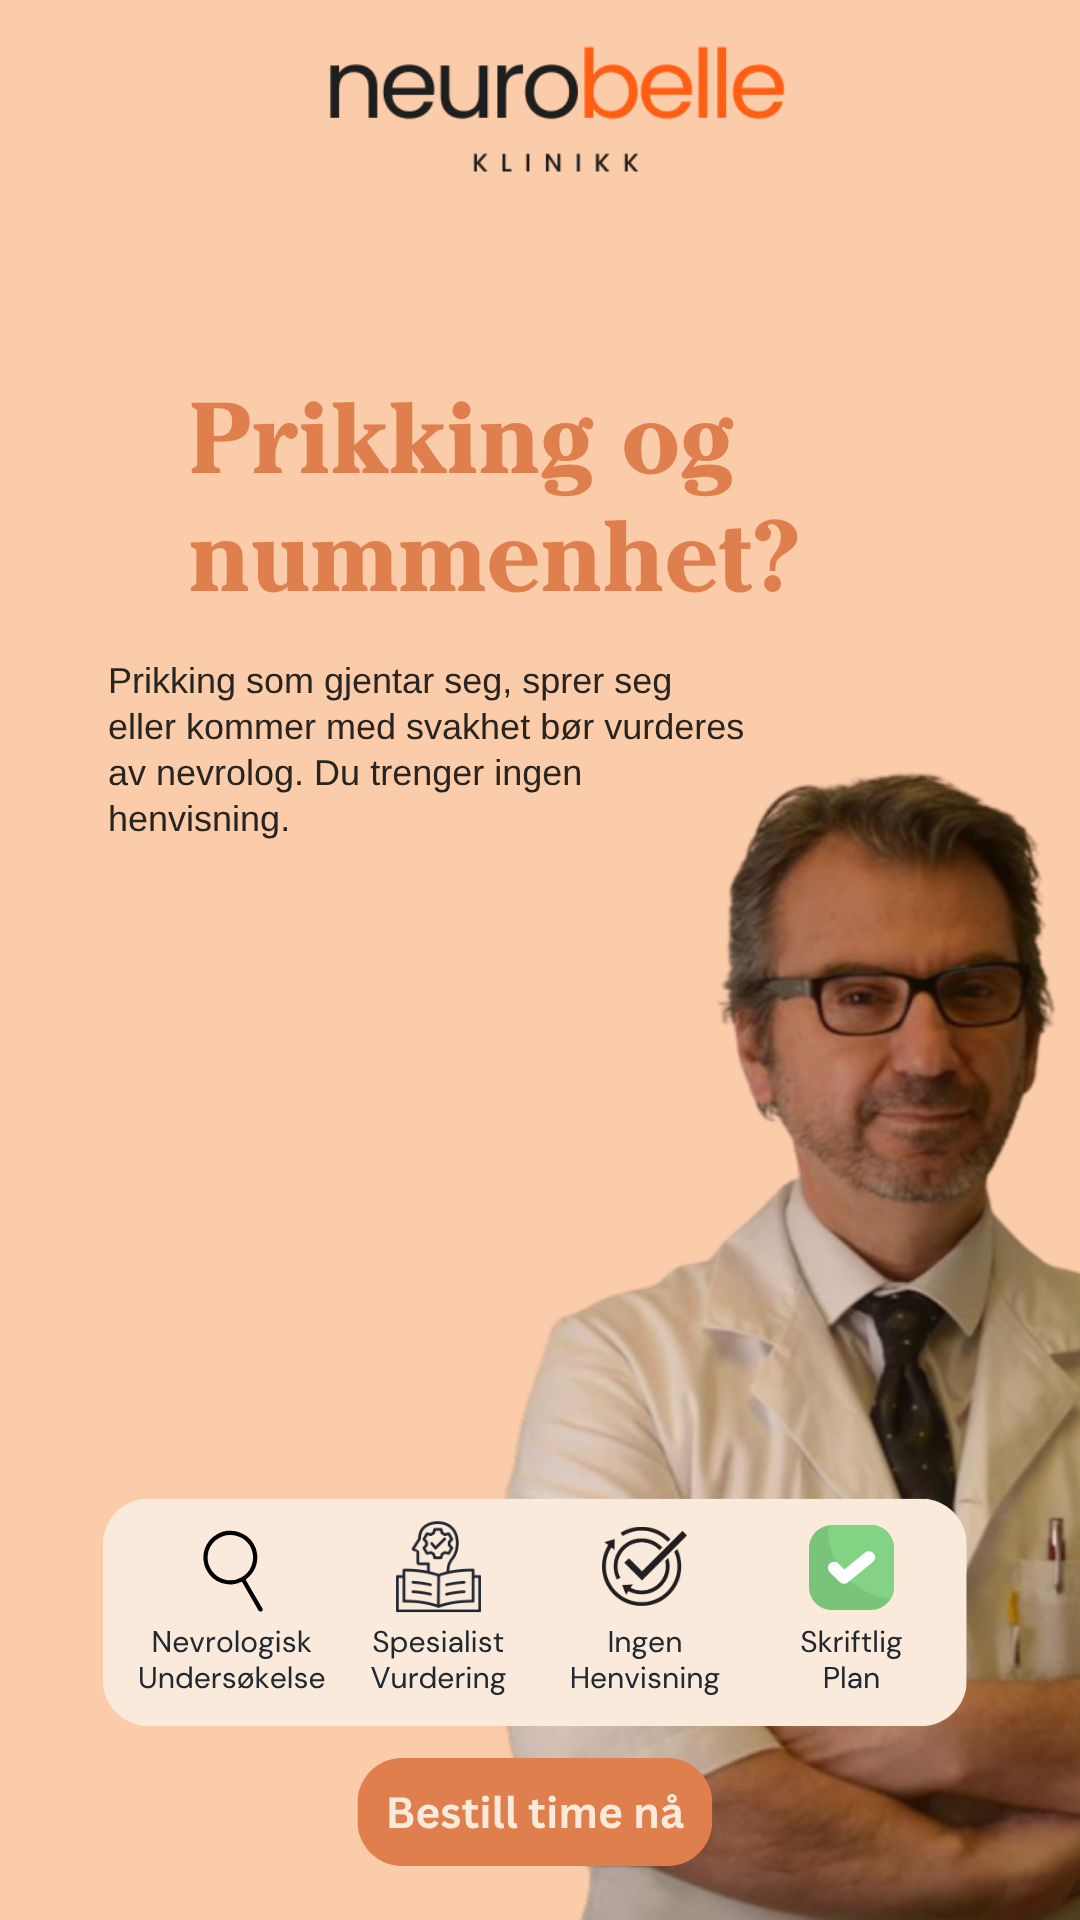 neurobelle
KLINIKK
Prikking og
nummenhet?
Prikking som gjentar seg, sprer seg
eller kommer med svakhet bør vurderes
av nevrolog. Du trenger ingen
henvisning.
Nevrologisk
Undersøkelse
Spesialist
Vurdering
Ingen
Henvisning
Skriftlig
Plan
Bestill time nå